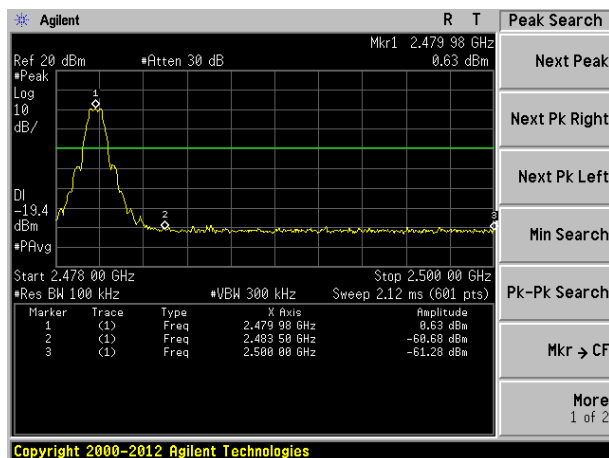 Agilent R T
Peak Search
Mkr1 2.479 98 GHz
Ref 20 dBm #Atten 30 dB 0.63 dBm
#Peak
Log
10
dB/
1
2
3
DI
-19.4
dBm
#PAvg
Start 2.478 00 GHz Stop 2.500 00 GHz
#Res BW 100 kHz #VBW 300 kHz Sweep 2.12 ms (601 pts)
Marker Trace Type X Axis Amplitude
1 (1) Freq 2.479 98 GHz 0.63 dBm
2 (1) Freq 2.483 50 GHz -60.68 dBm
3 (1) Freq 2.500 00 GHz -61.28 dBm
Next Peak
Next Pk Right
Next Pk Left
Min Search
Pk-Pk Search
Mkr → CF
More
1 of 2
Copyright 2000-2012 Agilent Technologies